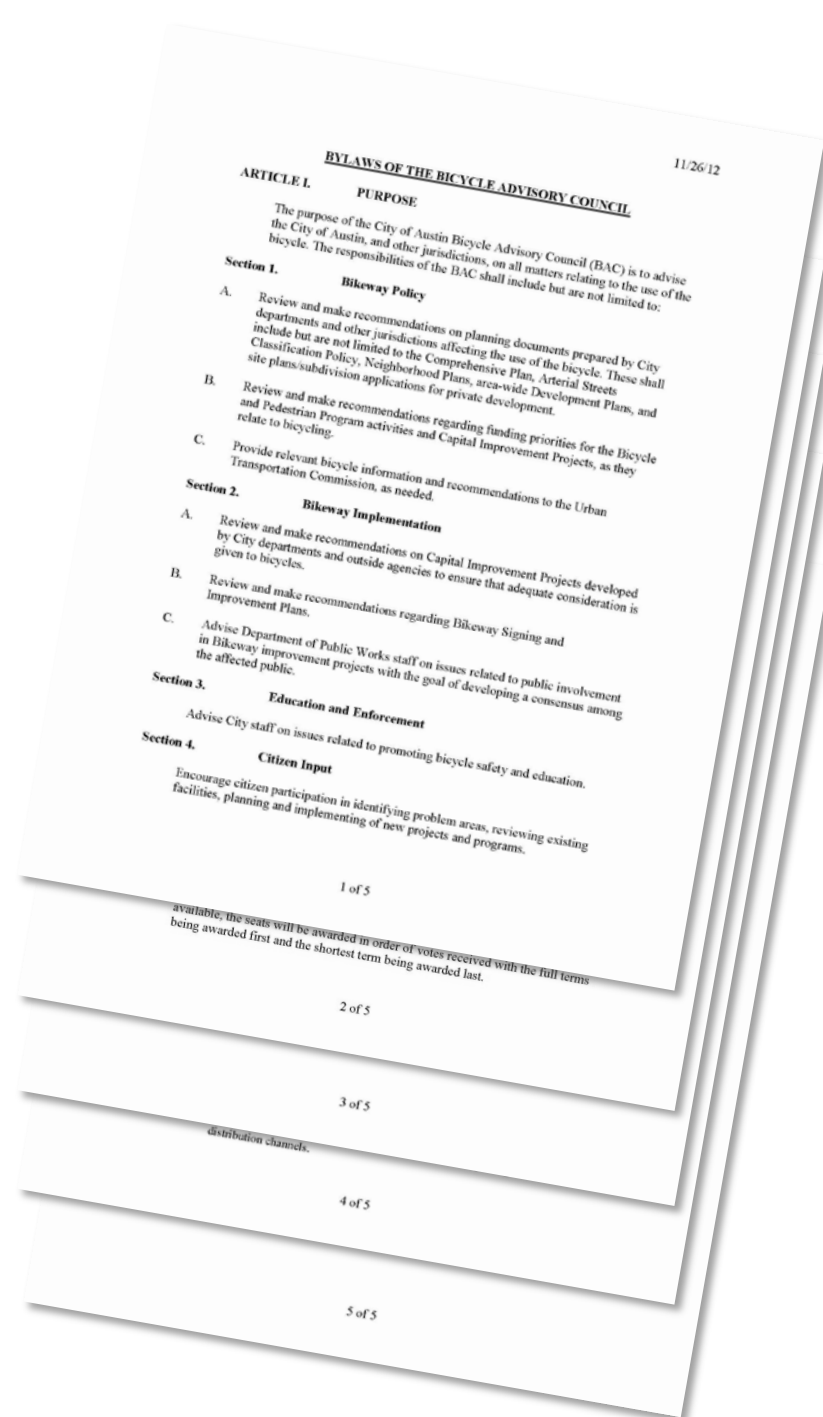 11/26/12
BYLAWS OF THE BICYCLE ADVISORY COUNCIL
ARTICLE I. PURPOSE
The purpose of the City of Austin Bicycle Advisory Council (BAC) is to advise
the City of Austin, and other jurisdictions, on all matters relating to the use of the
bicycle. The responsibilities of the BAC shall include but are not limited to:
Section 1. Bikeway Policy
A. Review and make recommendations on planning documents prepared by City
departments and other jurisdictions affecting the use of the bicycle. These shall
include but are not limited to the Comprehensive Plan, Arterial Streets
Classification Policy, Neighborhood Plans, area-wide Development Plans, and
site plans/subdivision applications for private development.
B. Review and make recommendations regarding funding priorities for the Bicycle
and Pedestrian Program activities and Capital Improvement Projects, as they
relate to bicycling.
C. Provide relevant bicycle information and recommendations to the Urban
Transportation Commission, as needed.
Section 2. Bikeway Implementation
A. Review and make recommendations on Capital Improvement Projects developed
by City departments and outside agencies to ensure that adequate consideration is
given to bicycles.
B. Review and make recommendations regarding Bikeway Signing and
Improvement Plans.
C. Advise Department of Public Works staff on issues related to public involvement
in Bikeway improvement projects with the goal of developing a consensus among
the affected public.
Section 3. Education and Enforcement
Advise City staff on issues related to promoting bicycle safety and education.
Section 4. Citizen Input
Encourage citizen participation in identifying problem areas, reviewing existing
facilities, planning and implementing of new projects and programs.
1 of 5
available, the seats will be awarded in order of votes received with the full terms
being awarded first and the shortest term being awarded last.
2 of 5
3 of 5
distribution channels.
4 of 5
5 of 5